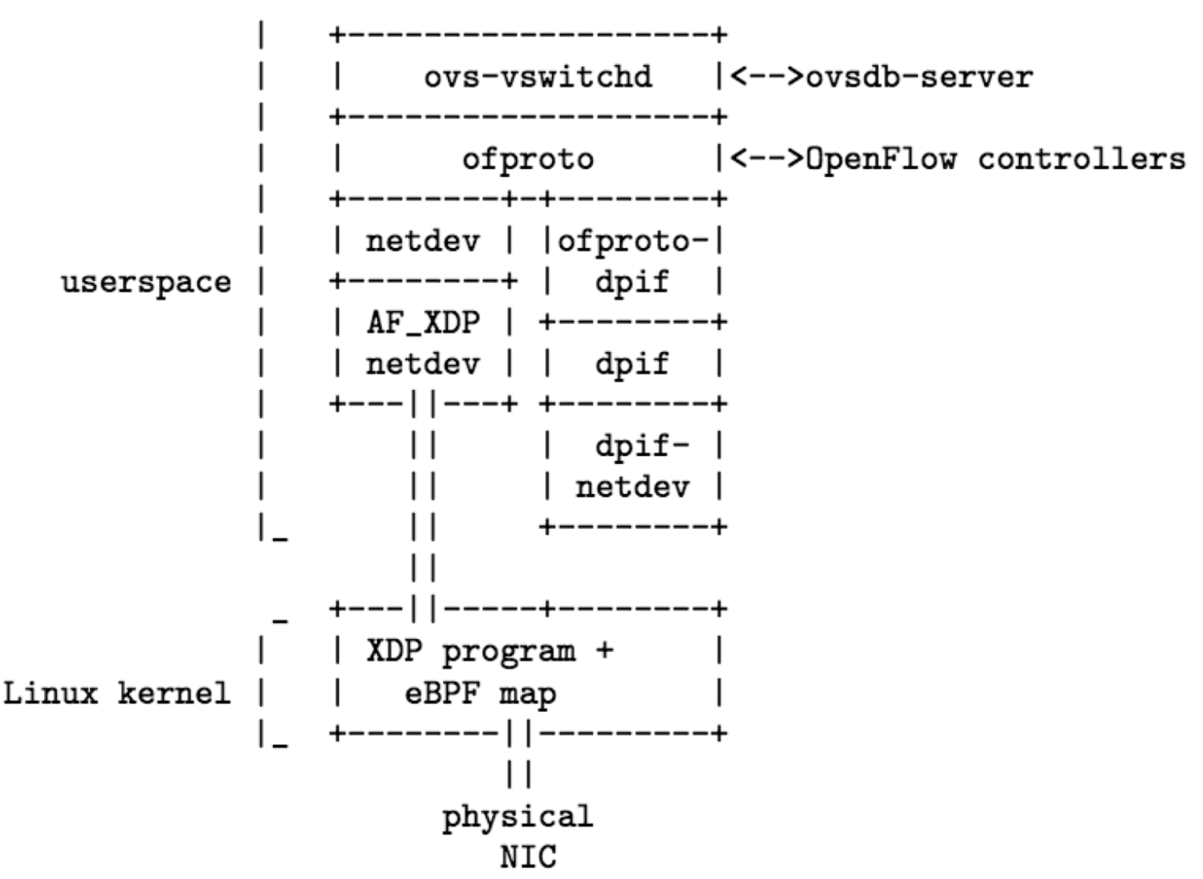 |   +-------------------+
          |   |    ovs-vswitchd   |<-->ovsdb-server
          |   +-------------------+
          |   |      ofproto      |<-->OpenFlow controllers
          |   +--------+-+--------+
          |   | netdev | |ofproto-|
userspace |   +--------+ |  dpif  |
          |   | AF_XDP | +--------+
          |   | netdev | |  dpif  |
          |   +---||---+ +--------+
          |       ||     |  dpif- |
          |       ||     | netdev |
          |_      ||     +--------+
                  ||
           _  +---||-----+--------+
          |   | XDP program +     |
Linux kernel |   |   eBPF map        |
          |_  +--------||---------+
                       ||
                    physical
                       NIC